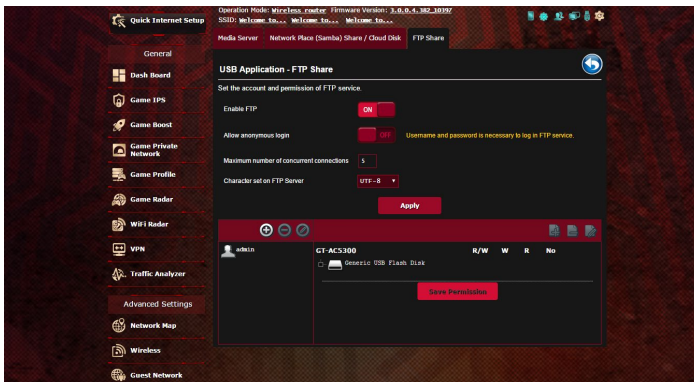 Quick Internet Setup
Operation Mode: Wireless router Firmware Version: 3.0.0.4.382_10397
SSID: Welcome to... Welcome to... Welcome to...
Media Server Network Place (Samba) Share / Cloud Disk FTP Share
General
Dash Board
Game IPS
Game Boost
Game Private
Network
Game Profile
Game Radar
WiFi Radar
VPN
Traffic Analyzer
Advanced Settings
Network Map
Wireless
Guest Network
USB Application - FTP Share
Set the account and permission of FTP service.
Enable FTP ON
Allow anonymous login OFF Username and password is necessary to log in FTP service.
Maximum number of concurrent connections 5
Character set on FTP Server UTF-8
Apply
admin
GT-AC5300 R/W W R No
Generic USB Flash Disk
Save Permission